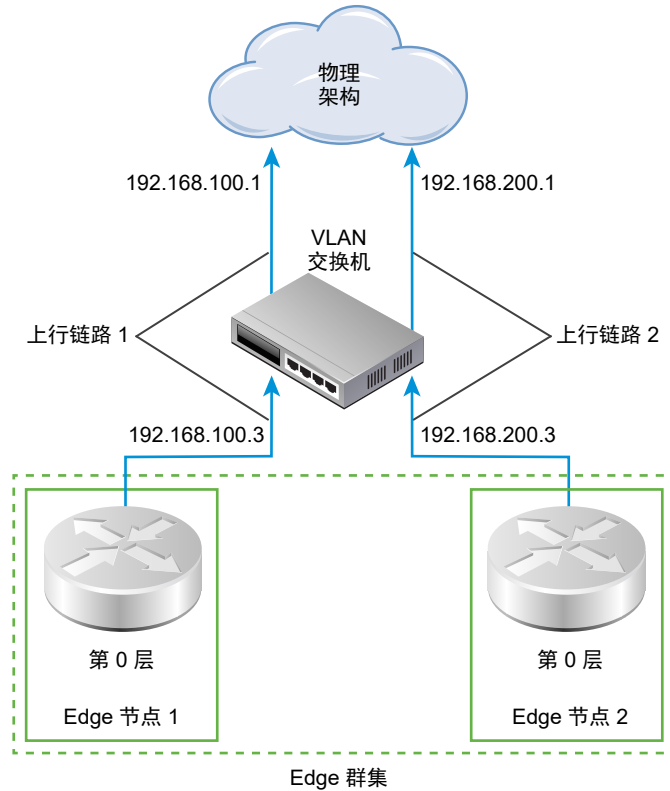 物理
架构
192.168.100.1
192.168.200.1
VLAN
交换机
上行链路 1
上行链路 2
192.168.100.3
192.168.200.3
第 0 层
第 0 层
Edge 节点 1
Edge 节点 2
Edge 群集